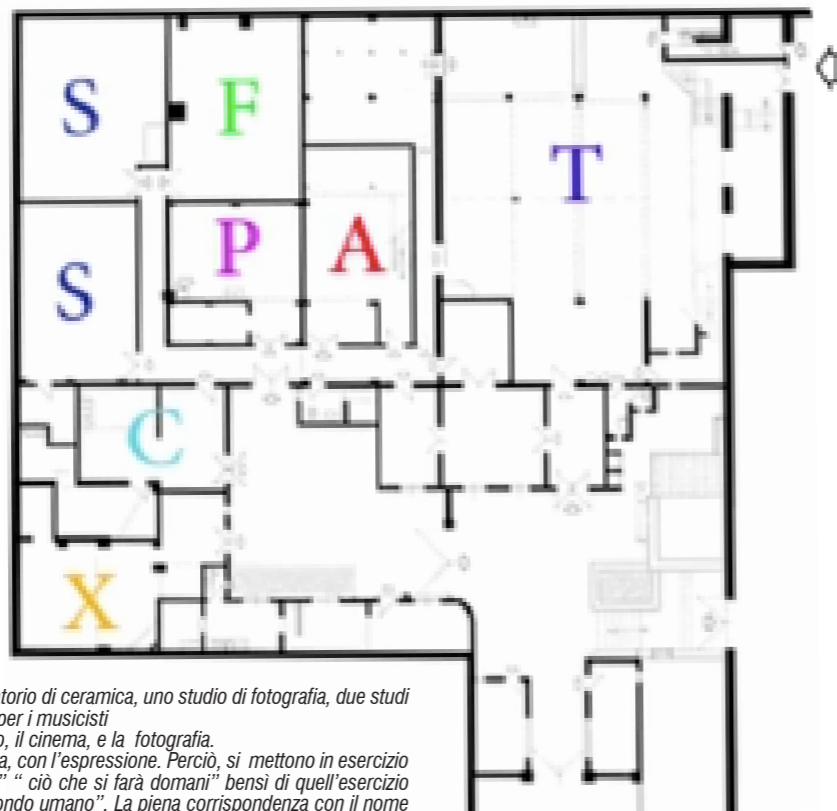 S F T
S P A
C
X
torio di ceramica, uno studio di fotografia, due studi
per i musicisti
o, il cinema, e la fotografia.
a, con l'espressione. Perciò, si mettono in esercizio
” “ ciò che si farà domani” bensì di quell'esercizio
ondo umano”. La piena corrispondenza con il nome